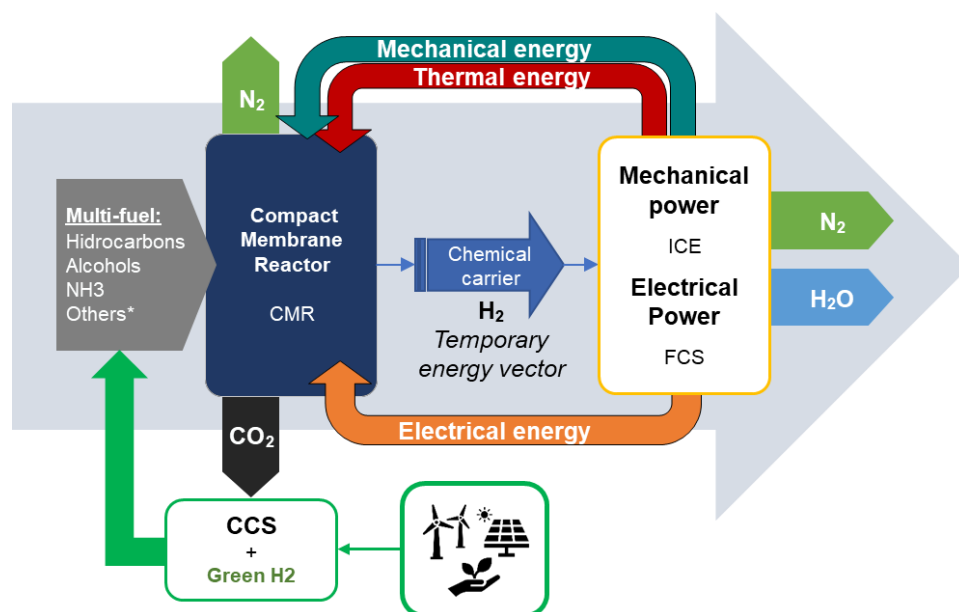 Mechanical energy
Thermal energy
N₂
Multi-fuel:
Hidrocarbons
Alcohols
NH3
Others*
Compact
Membrane
Reactor
CMR
Chemical
carrier
H₂
Temporary
energy vector
Mechanical
power
ICE
Electrical
Power
FCS
N₂
H₂O
Electrical energy
CO₂
CCS
+
Green H2